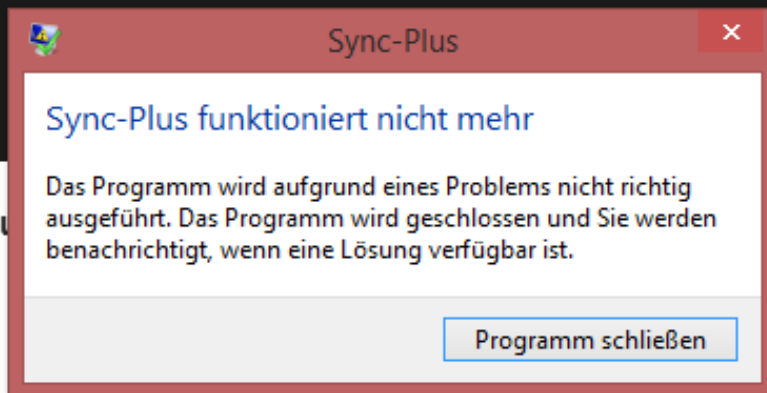 Sync-Plus
Sync-Plus funktioniert nicht mehr
Das Programm wird aufgrund eines Problems nicht richtig
ausgeführt. Das Programm wird geschlossen und Sie werden
benachrichtigt, wenn eine Lösung verfügbar ist.
Programm schließen